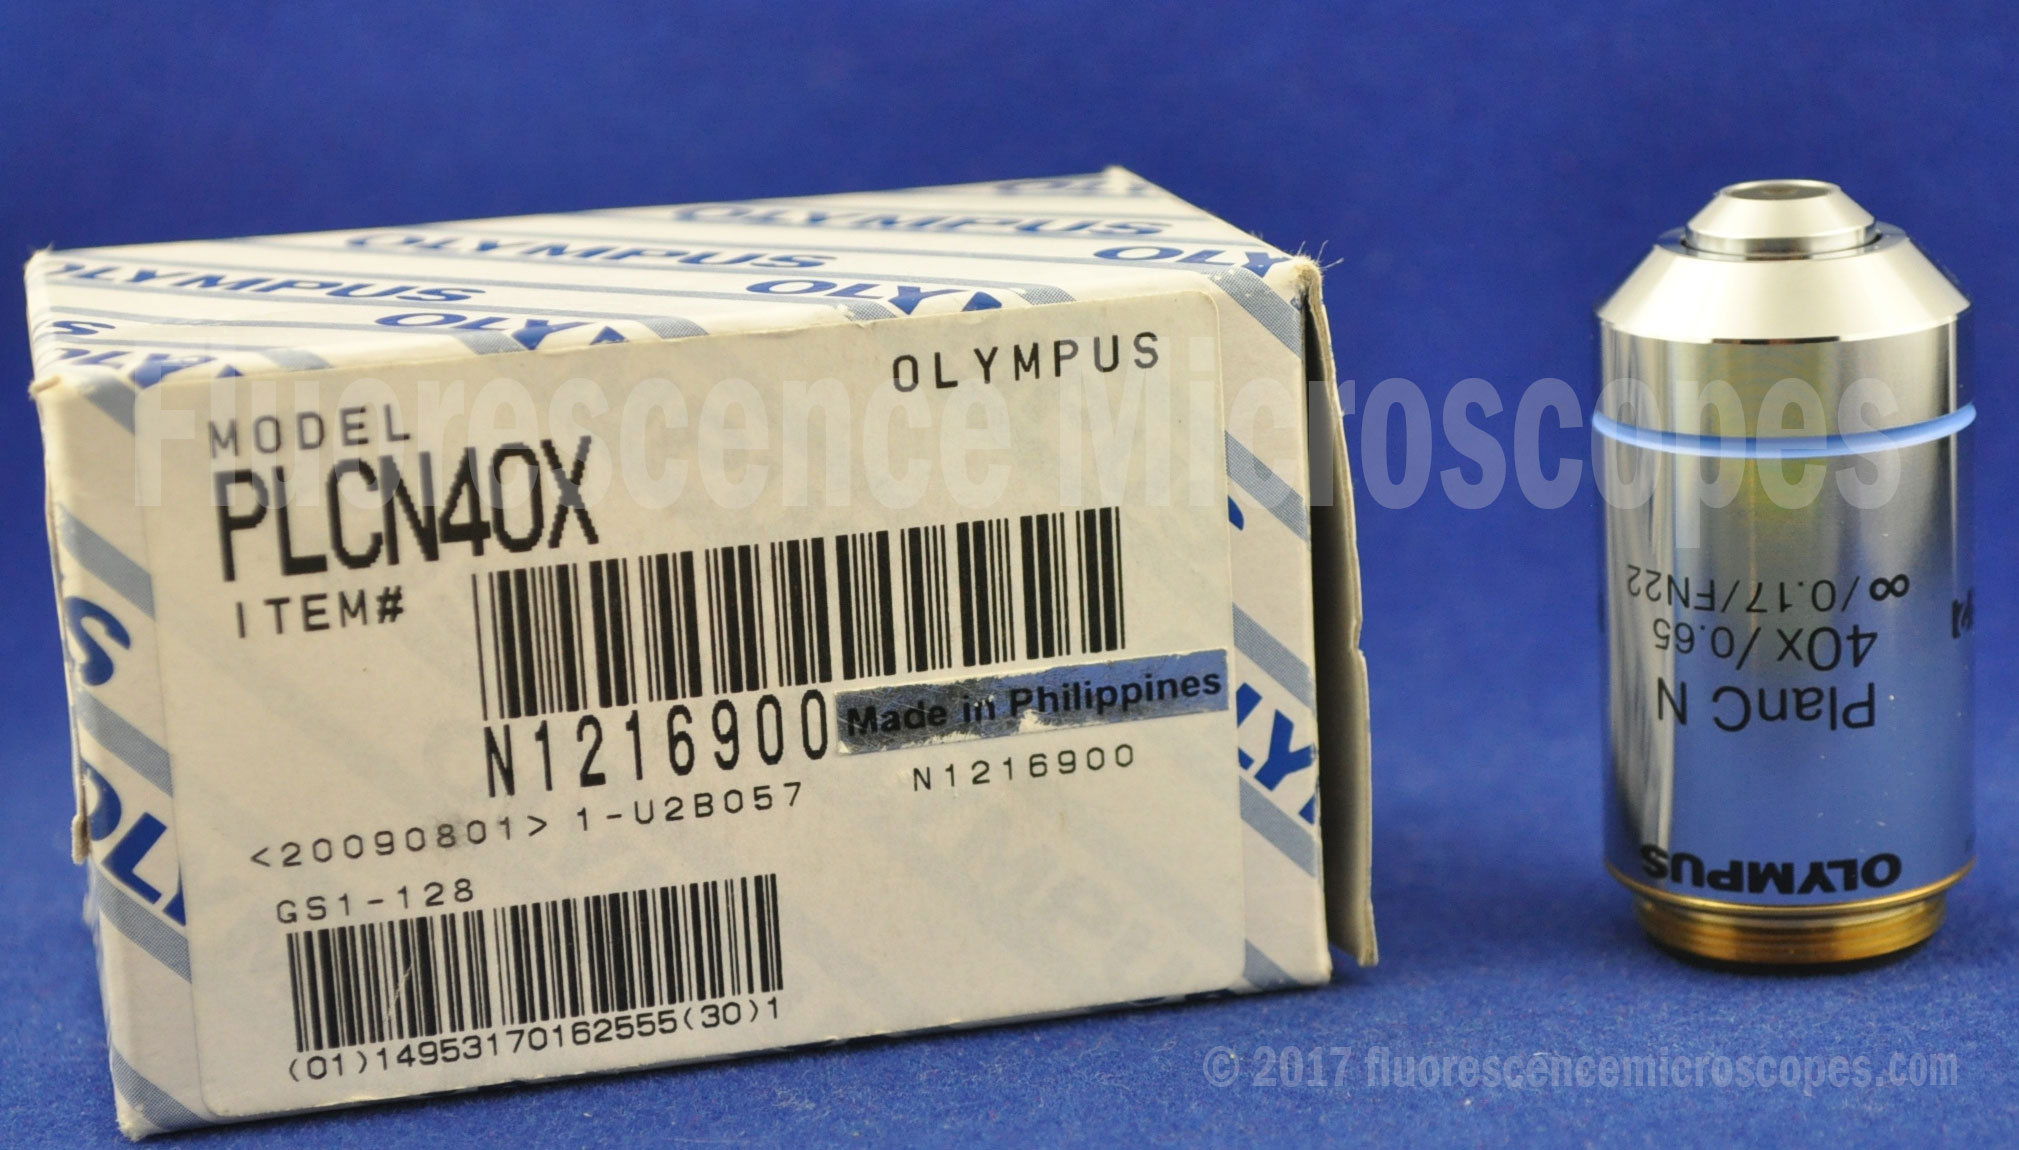 OLYMPUS
OLYMPUS OLYMPUS OLYMPUS
OLYMPUS
MODEL
PLCN40X
ITEM#
N1216900
Made in Philippines
<20090801> 1-U2B057 N1216900
GS1-128
(01)14953170162555(30)1
PlanC N
40x/0.65
∞/0.17/FN22
OLYMPUS
Fluorescence Microscopes
© 2017 fluorescencemicroscopes.com